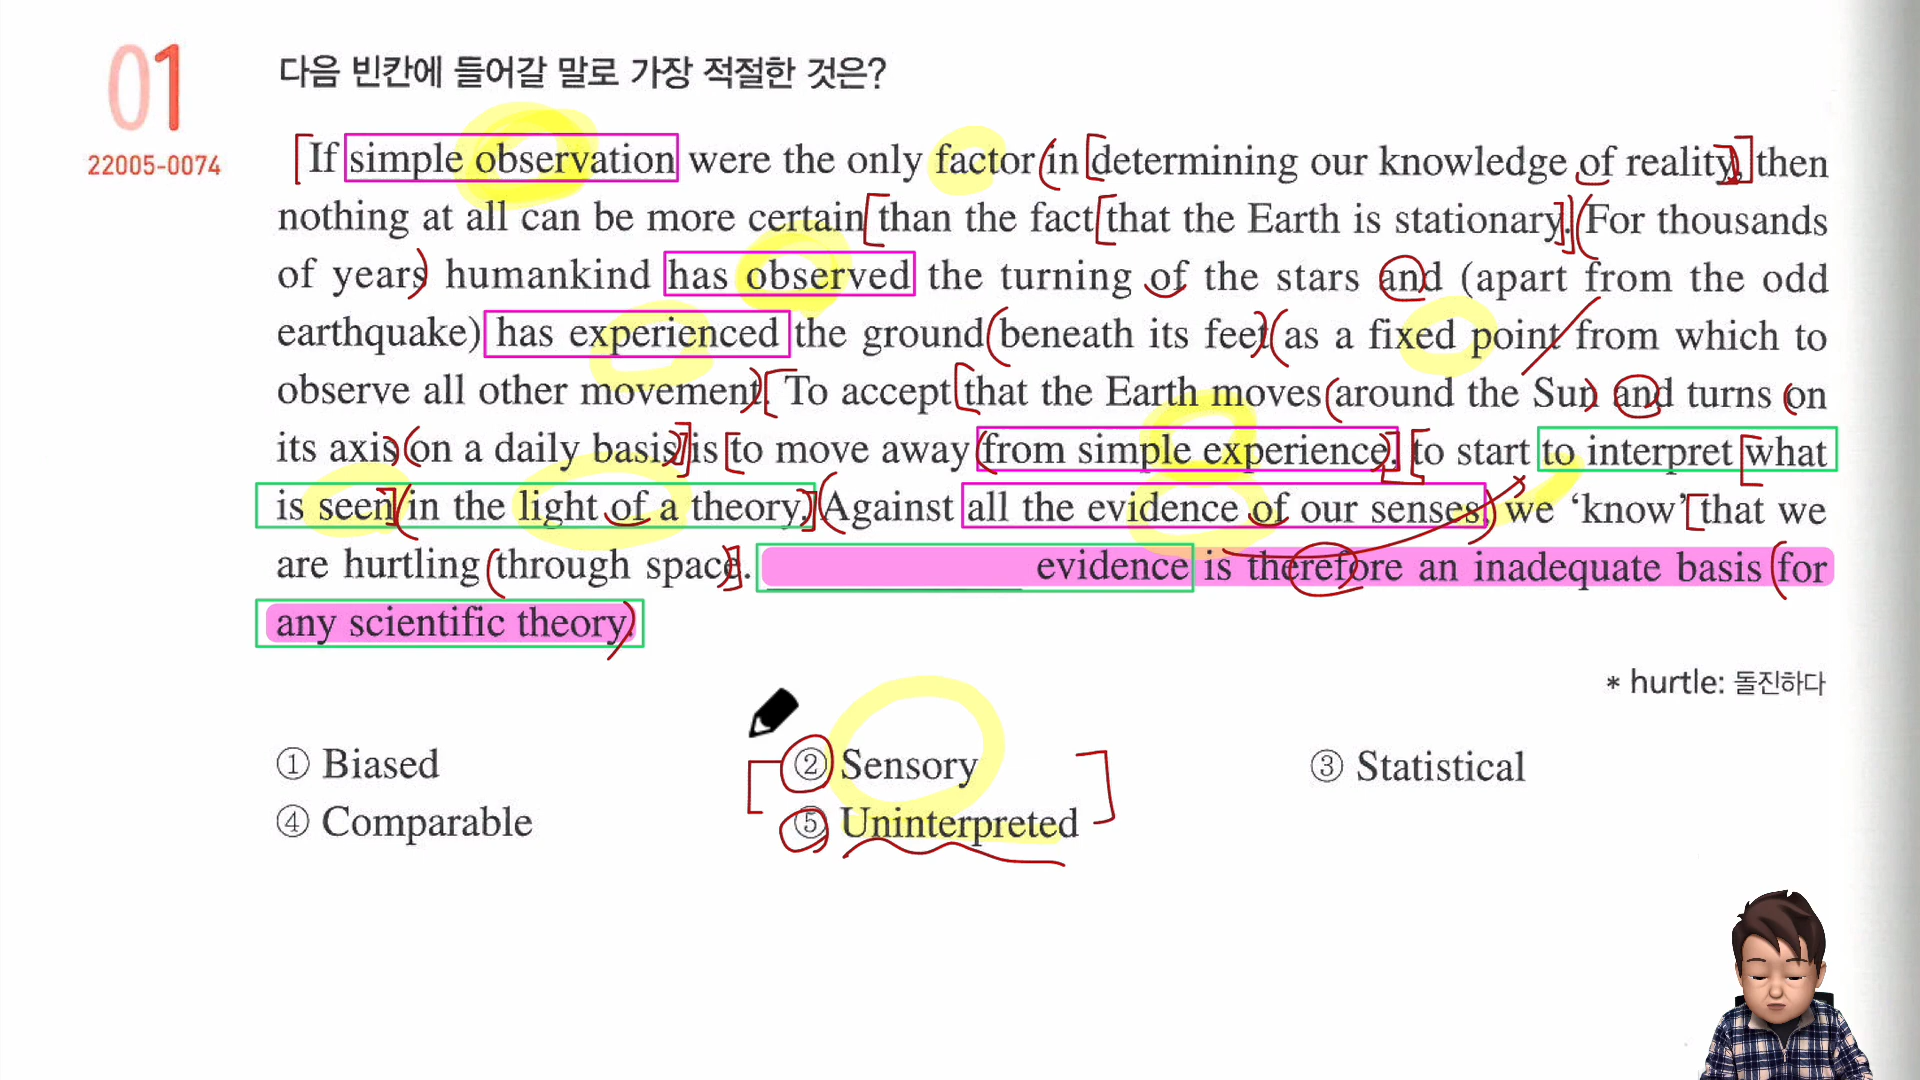 01
22005-0074
다음 빈칸에 들어갈 말로 가장 적절한 것은?
If simple observation were the only factor in determining our knowledge of reality, then
nothing at all can be more certain than the fact that the Earth is stationary. For thousands
of years humankind has observed the turning of the stars and (apart from the odd
earthquake) has experienced the ground beneath its feet as a fixed point from which to
observe all other movement. To accept that the Earth moves around the Sun and turns on
its axis on a daily basis is to move away from simple experience, to start to interpret what
is seen in the light of a theory. Against all the evidence of our senses, we ‘know’ that we
are hurtling through space. evidence is therefore an inadequate basis for
any scientific theory.
* hurtle: 돌진하다
① Biased ② Sensory ③ Statistical
④ Comparable ⑤ Uninterpreted